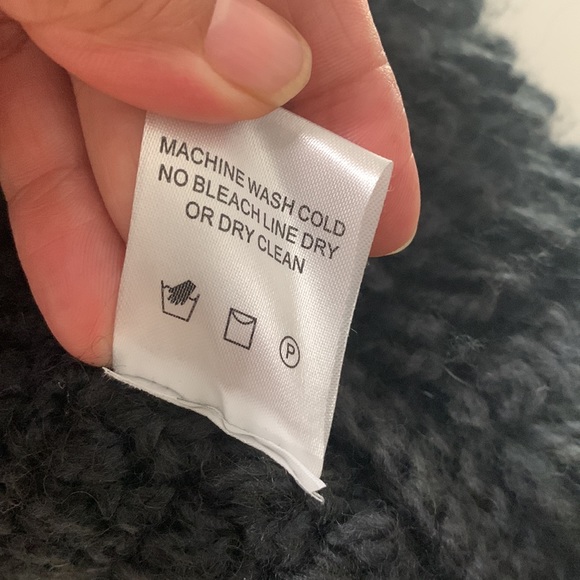 MACHINE WASH COLD
NO BLEACH LINE DRY
OR DRY CLEAN
P